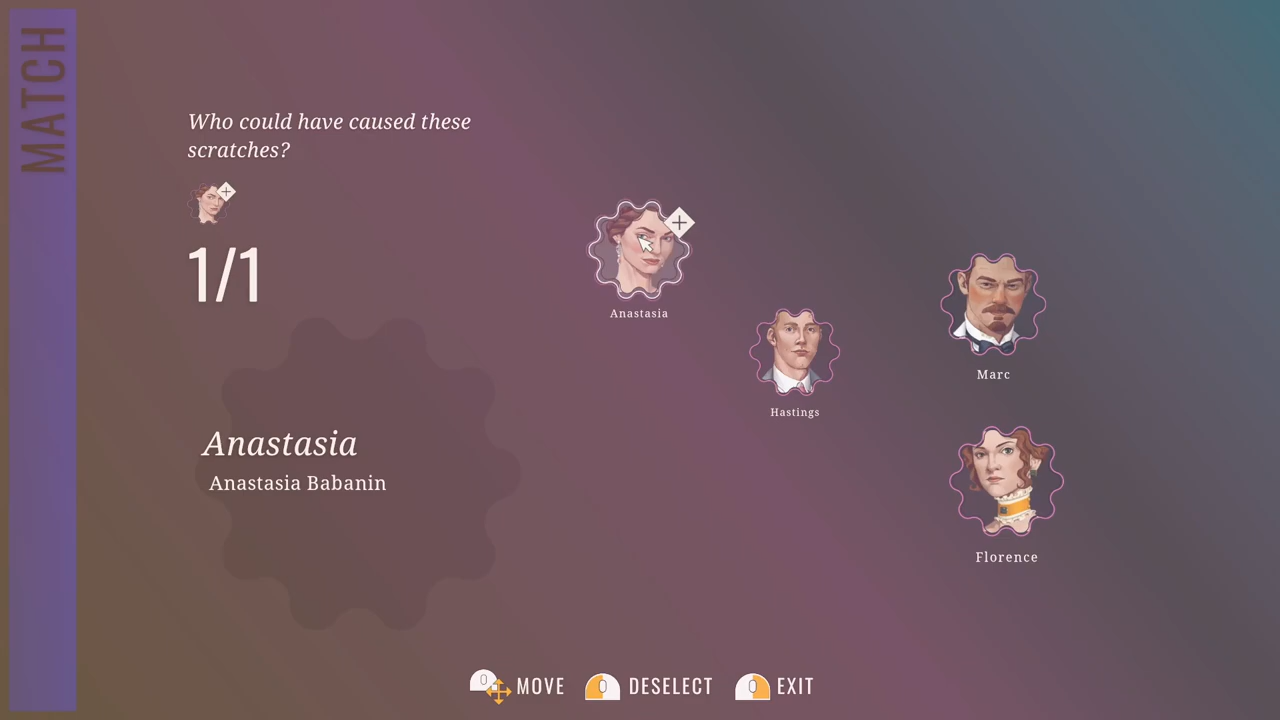 MATCH
Who could have caused these
scratches?
1/1
Anastasia
Anastasia Babanin
Anastasia
Hastings
Marc
Florence
MOVE
DESELECT
EXIT